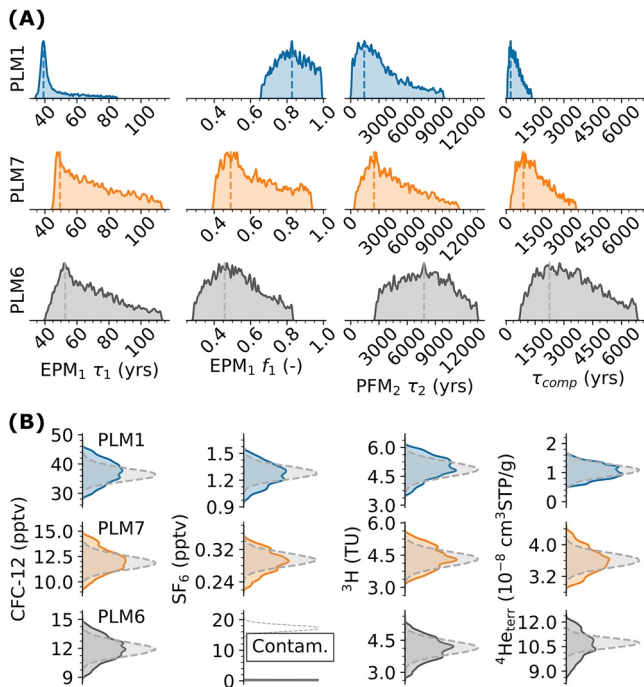 (A)
PLM1
40 60 80 100
0.4 0.6 0.8 1.0
0 3000 6000 9000 12000
0 1500 3000 4500 6000
PLM7
40 60 80 100
0.4 0.6 0.8 1.0
0 3000 6000 9000 12000
0 1500 3000 4500 6000
PLM6
40 60 80 100
0.4 0.6 0.8 1.0
0 3000 6000 9000 12000
0 1500 3000 4500 6000
EPM₁ τ₁ (yrs)
EPM₁ f₁ (-)
PFM₂ τ₂ (yrs)
τcomp (yrs)
(B)
CFC-12 (pptv)
PLM1
50
40
30
PLM7
15.0
12.5
10.0
PLM6
15
12
9
SF₆ (pptv)
1.5
1.2
0.9
0.32
0.24
20
15
Contam.
0
³H (TU)
6.0
4.5
3.0
6.0
4.5
3.0
4.5
3.0
⁴Heterr (10⁻⁸ cm³STP/g)
2
1
0
4.0
3.2
12.0
10.5
9.0